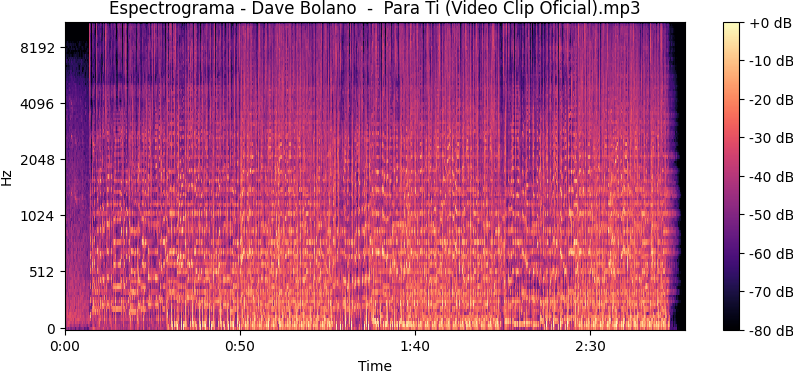 Espectrograma - Dave Bolano  -  Para Ti (Video Clip Oficial).mp3
Hz
8192
4096
2048
1024
512
0
0:00
0:50
1:40
2:30
Time
+0 dB
-10 dB
-20 dB
-30 dB
-40 dB
-50 dB
-60 dB
-70 dB
-80 dB